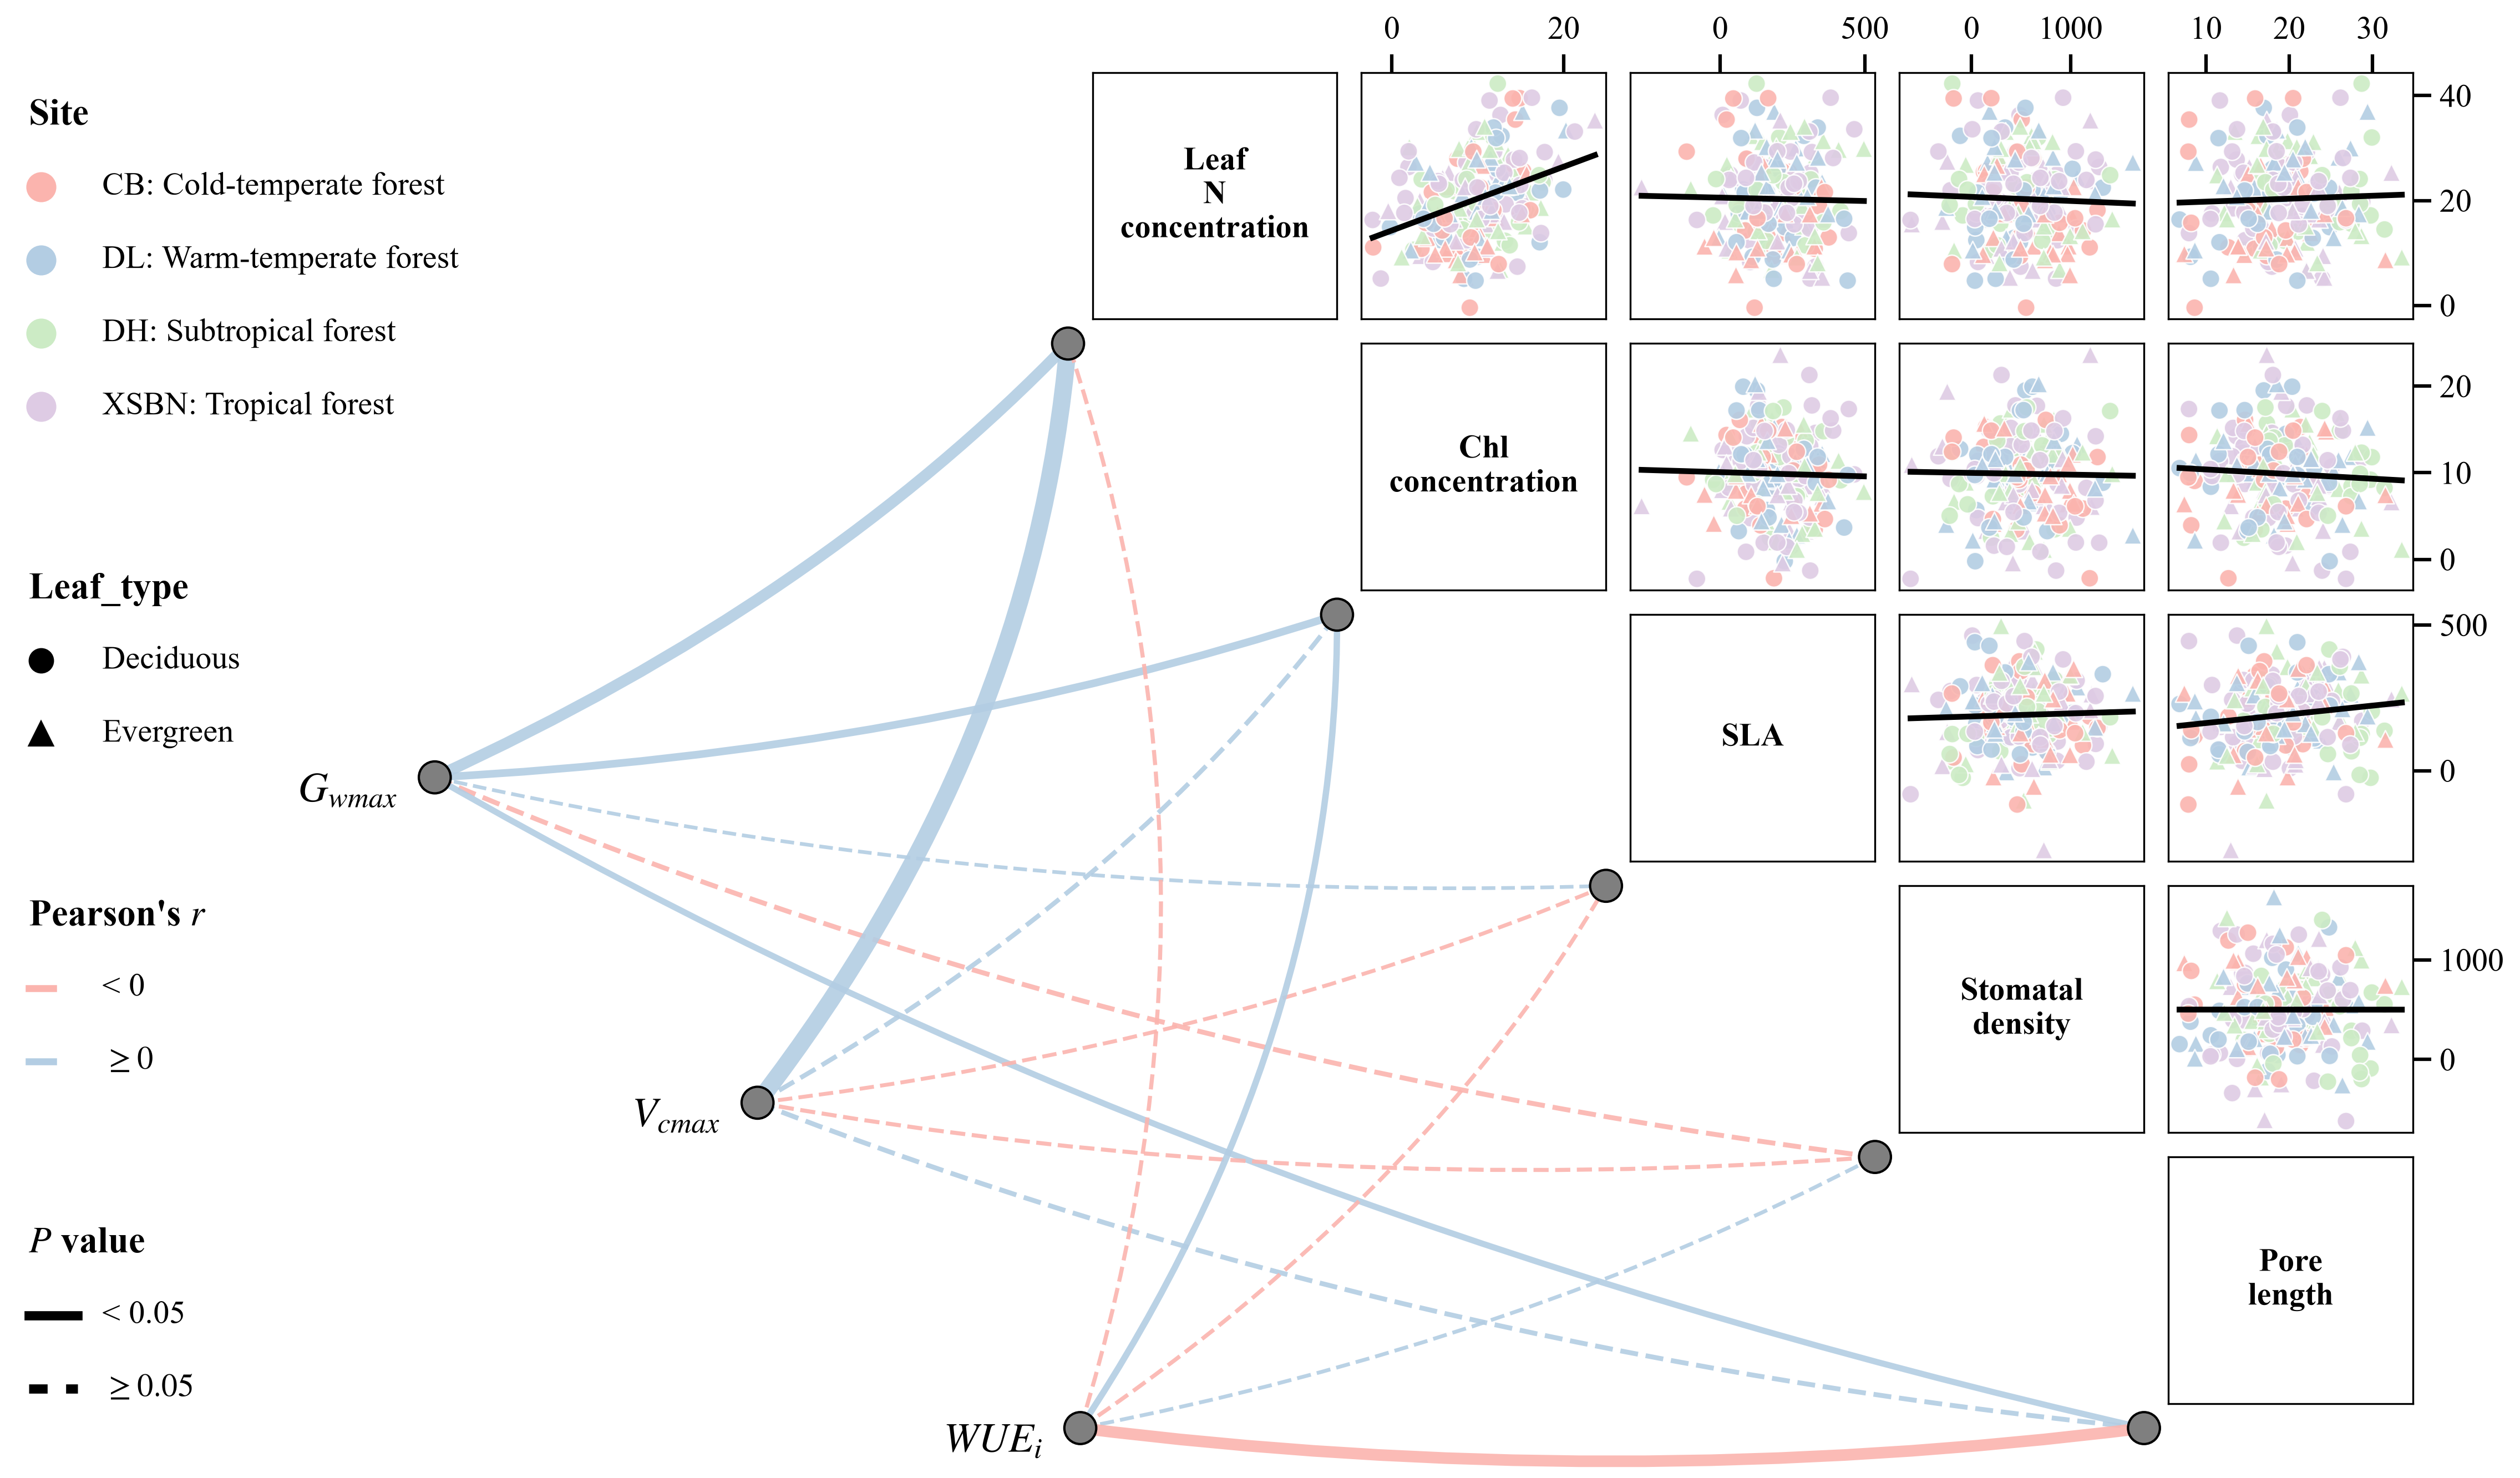 0 20 0 500 0 1000 10 20 30
Site
CB: Cold-temperate forest
DL: Warm-temperate forest
DH: Subtropical forest
XSBN: Tropical forest
Leaf_type
Deciduous
Evergreen
Pearson's r
< 0
≥ 0
P value
< 0.05
≥ 0.05
Leaf
N
concentration
40
20
0
Chl
concentration
20
10
0
SLA
500
0
Stomatal
density
1000
0
Pore
length
Gwmax
Vcmax
WUEi